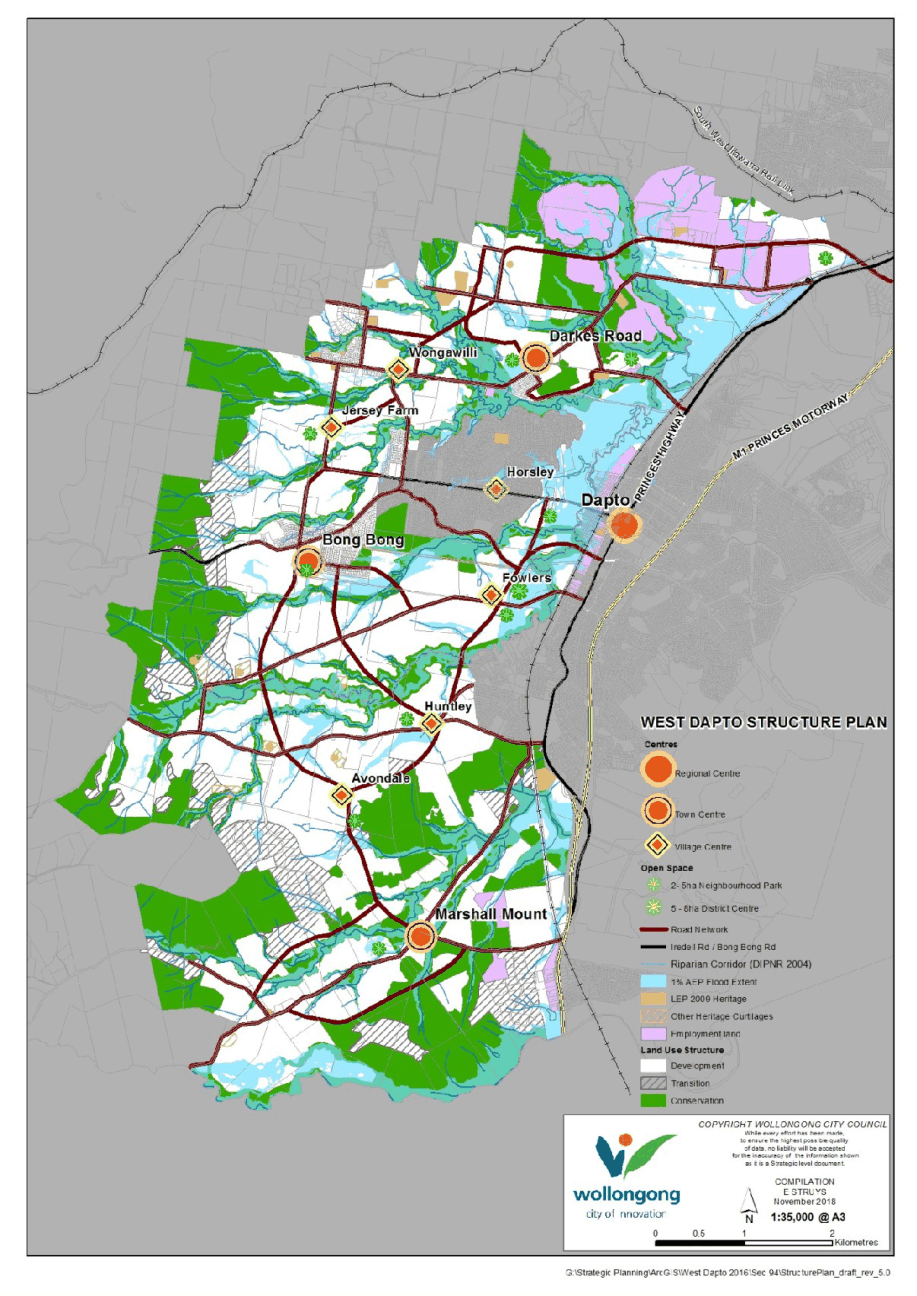 South West Illawarra Rail Link
Darkes Road
Wongawilli
Jersey Farm
M1 PRINCES MOTORWAY
PRINCES HIGHWAY
Horsley
Dapto
Bong Bong
Fowlers
Huntley
Avondale
Marshall Mount
WEST DAPTO STRUCTURE PLAN
Centres
Regional Centre
Town Centre
Village Centre
Open Space
2- 5ha Neighbourhood Park
5 - 8ha District Centre
Road Network
Iredell Rd / Bong Bong Rd
Riparian Corridor (DIPNR 2004)
1% AEP Flood Extent
LEP 2009 Heritage
Other Heritage Curtilages
Employment land
Land Use Structure
Development
Transition
Conservation
COPYRIGHT WOLLONGONG CITY COUNCIL
While every effort has been made,
to ensure the highest possible quality
of data, no liability will be accepted
for the inaccuracy of the information shown
as it is a Strategic level document.
wollongong
city of innovation
COMPILATION
E STRUYS
November 2018
N
1:35,000 @ A3
0 0.5 1 2
Kilometres
G:\Strategic Planning\ArcGIS\West Dapto 2016\Sec 94\StructurePlan_draft_rev_5.0